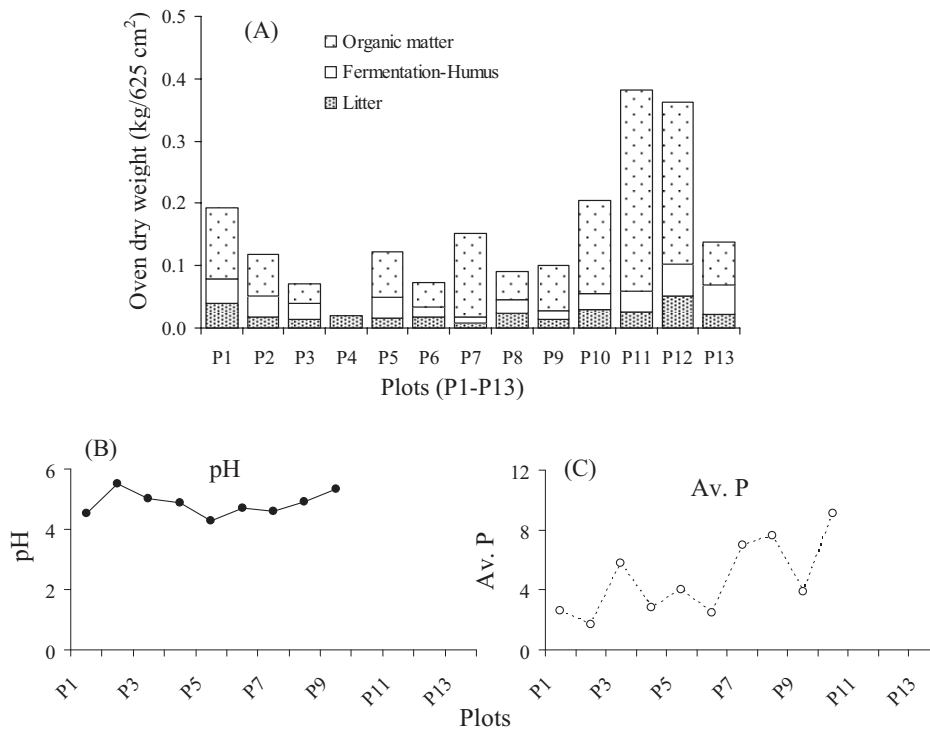 (A)
Organic matter
Fermentation-Humus
Litter
Oven dry weight (kg/625 cm²)
0.5
0.4
0.3
0.2
0.1
0.0
P1 P2 P3 P4 P5 P6 P7 P8 P9 P10 P11 P12 P13
Plots (P1-P13)
(B)
pH
pH
6
4
2
0
P1 P3 P5 P7 P9 P11 P13
(C)
Av. P
Av. P
12
8
4
0
P1 P3 P5 P7 P9 P11 P13
Plots